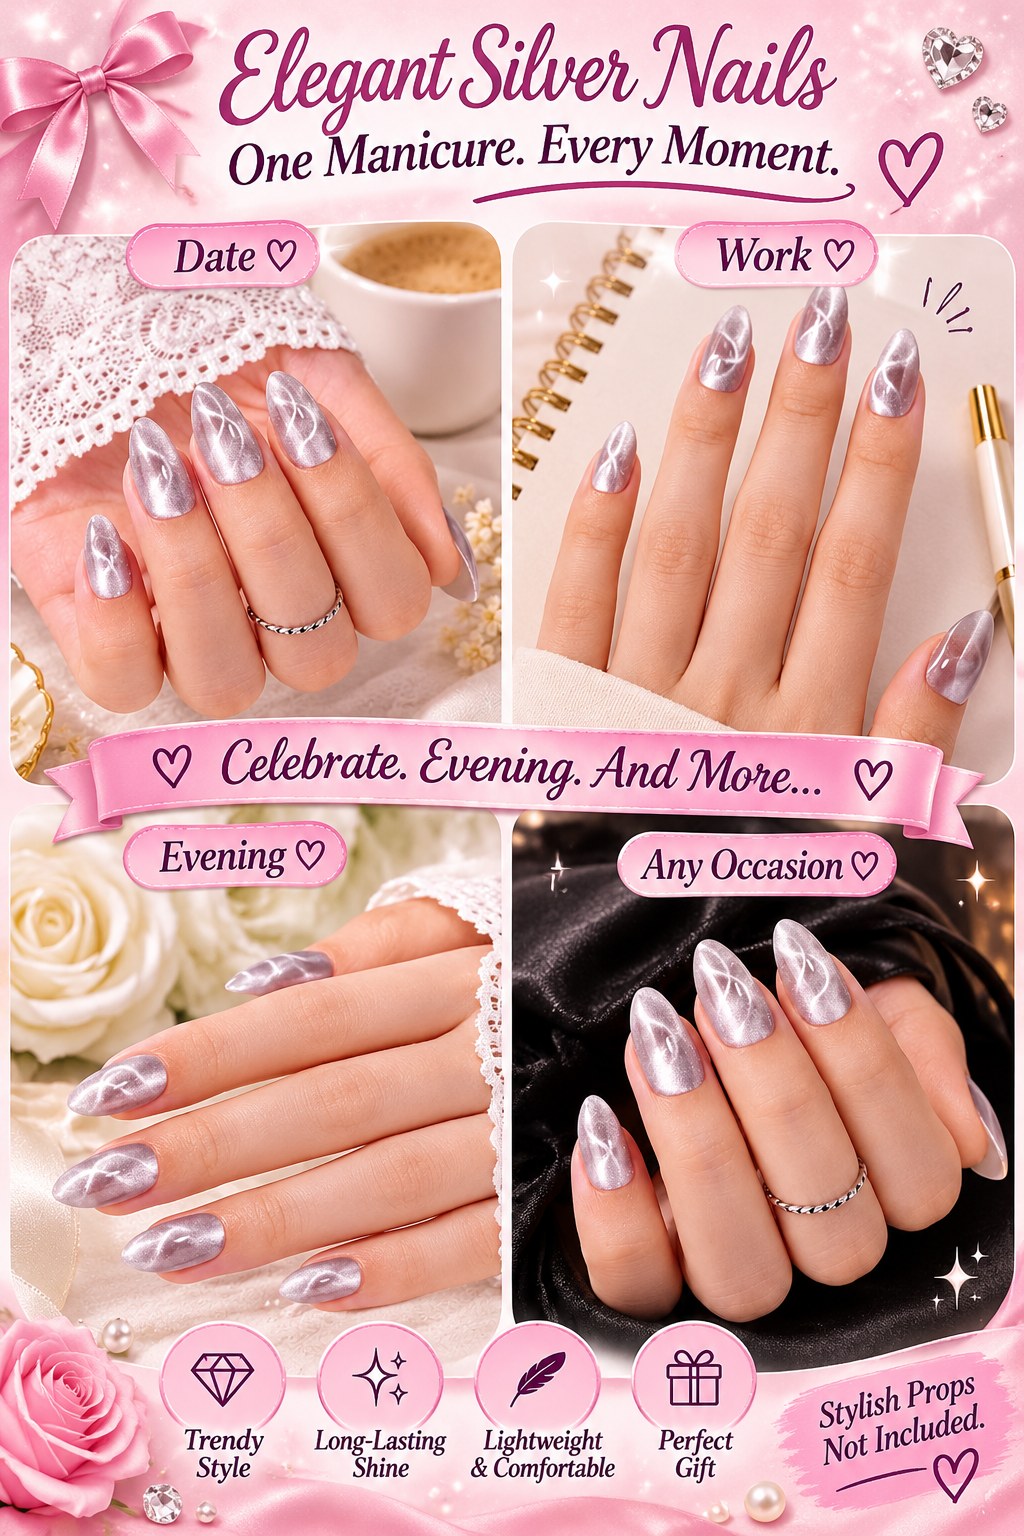 Elegant Silver Nails
One Manicure. Every Moment.
Date
Work
Celebrate. Evening. And More...
Evening
Any Occasion
Trendy
Style
Long-Lasting
Shine
Lightweight
& Comfortable
Perfect
Gift
Stylish Props
Not Included.